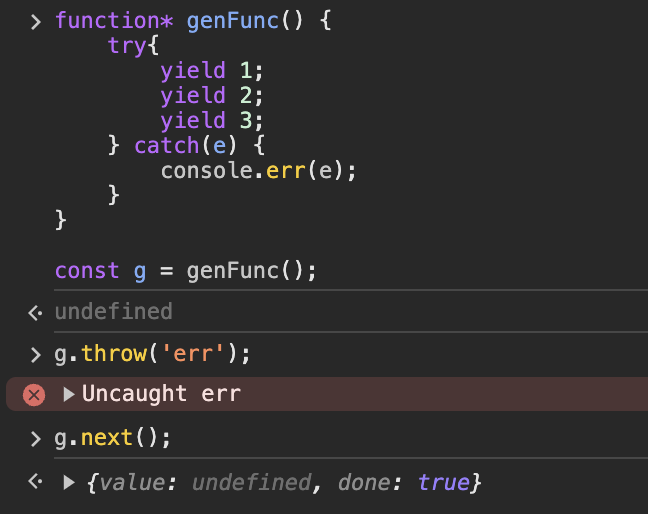 function* genFunc() {
try{
yield 1;
yield 2;
yield 3;
} catch(e) {
console.err(e);
}
}
const g = genFunc();
undefined
g.throw('err');
Uncaught err
g.next();
{value: undefined, done: true}